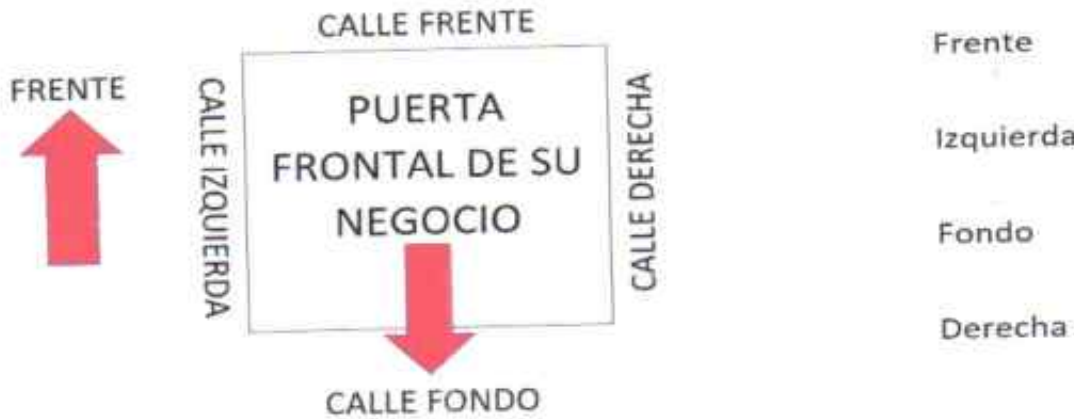 CALLE FRENTE
FRENTE
CALLE IZQUIERDA
PUERTA
FRONTAL DE SU
NEGOCIO
CALLE DERECHA
CALLE FONDO
Frente
Izquierda
Fondo
Derecha